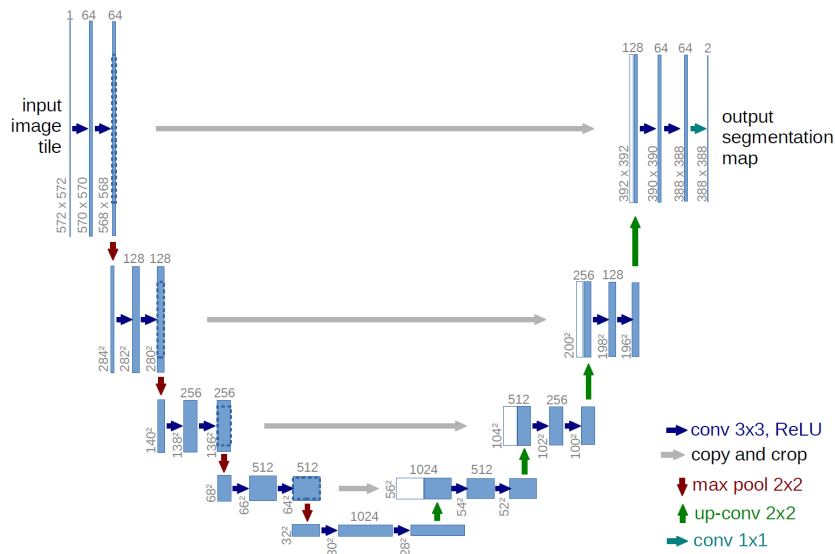 1 64 64
128 64 64 2
input
image
tile
output
segmentation
map
572 x 572
570 x 570
568 x 568
392 x 392
390 x 390
388 x 388
388 x 388
128 128
256 128
284²
282²
280²
200²
198²
196²
256 256
512 256
140²
138²
136²
104²
102²
100²
512 512
1024 512
68²
66²
64²
56²
54²
52²
1024
32²
30²
28²
conv 3x3, ReLU
copy and crop
max pool 2x2
up-conv 2x2
conv 1x1